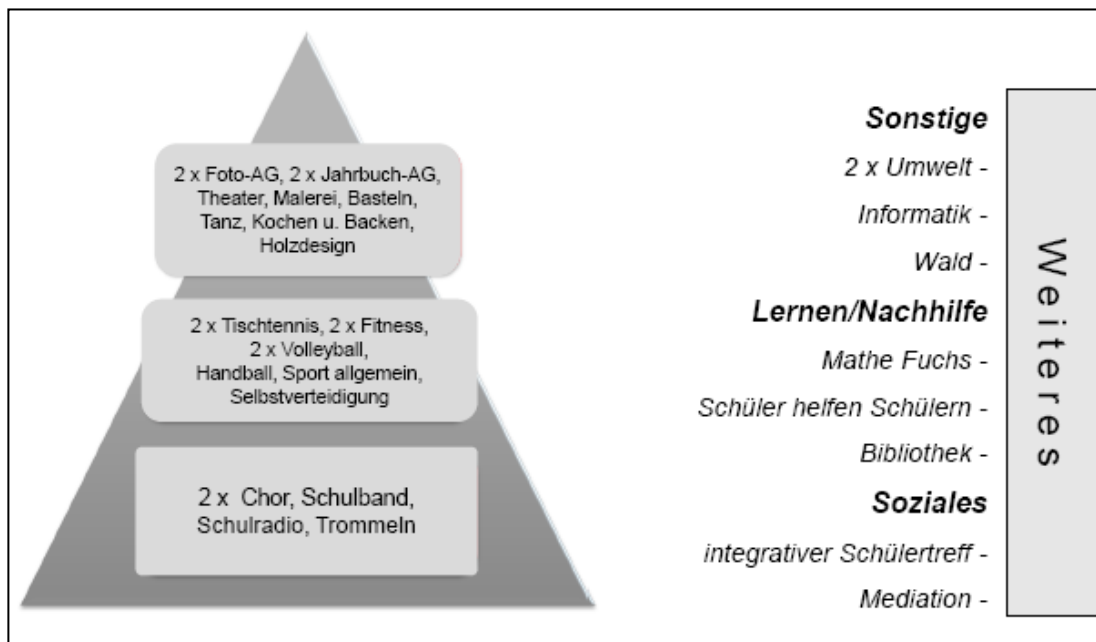 2 x Foto-AG, 2 x Jahrbuch-AG,
Theater, Malerei, Basteln,
Tanz, Kochen u. Backen,
Holzdesign
2 x Tischtennis, 2 x Fitness,
2 x Volleyball,
Handball, Sport allgemein,
Selbstverteidigung
2 x Chor, Schulband,
Schulradio, Trommeln
Sonstige
2 x Umwelt -
Informatik -
Wald -
Lernen/Nachhilfe
Mathe Fuchs -
Schüler helfen Schülern -
Bibliothek -
Soziales
integrativer Schülertreff -
Mediation -
Weiteres